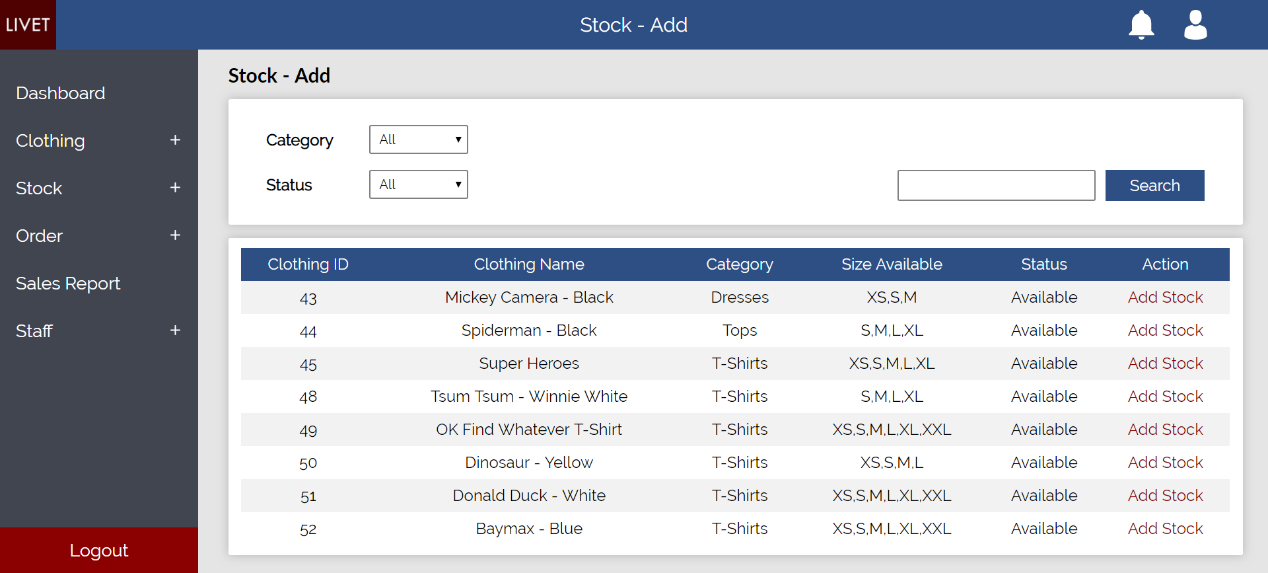 LIVET
Stock - Add
Dashboard
Clothing +
Stock +
Order +
Sales Report
Staff +
Logout
Stock - Add
Category All
Status All
Search
Clothing ID Clothing Name Category Size Available Status Action
43 Mickey Camera - Black Dresses XS,S,M Available Add Stock
44 Spiderman - Black Tops S,M,L,XL Available Add Stock
45 Super Heroes T-Shirts XS,S,M,L,XL Available Add Stock
48 Tsum Tsum - Winnie White T-Shirts S,M,L,XL Available Add Stock
49 OK Find Whatever T-Shirt T-Shirts XS,S,M,L,XL,XXL Available Add Stock
50 Dinosaur - Yellow T-Shirts XS,S,M,L Available Add Stock
51 Donald Duck - White T-Shirts XS,S,M,L,XL,XXL Available Add Stock
52 Baymax - Blue T-Shirts XS,S,M,L,XL,XXL Available Add Stock